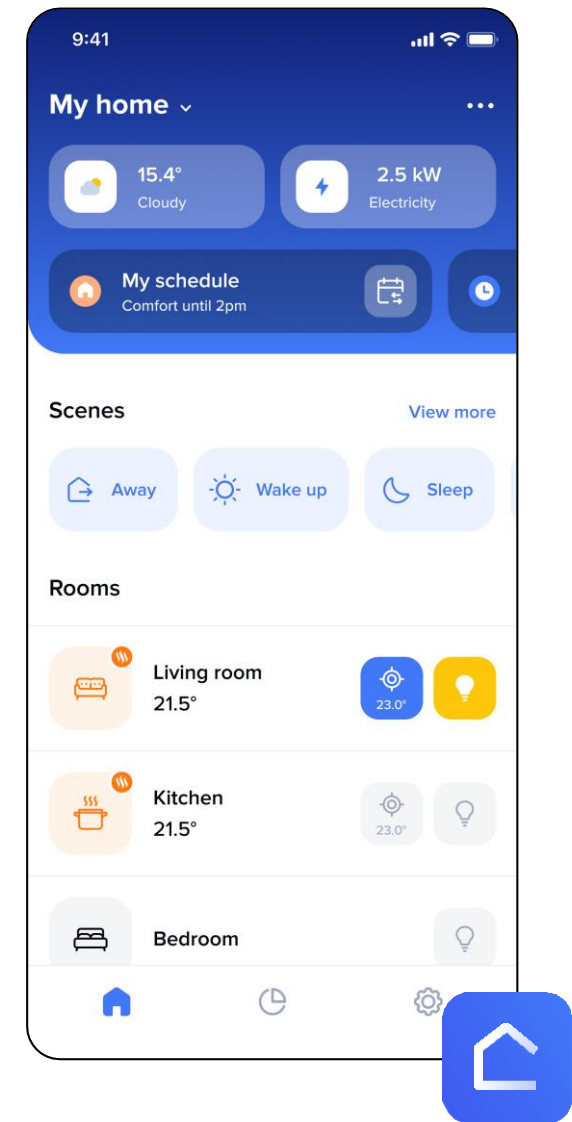 9:41
My home
15.4°
Cloudy
2.5 kW
Electricity
My schedule
Comfort until 2pm
Scenes
View more
Away
Wake up
Sleep
Rooms
Living room
21.5°
23.0°
Kitchen
21.5°
23.0°
Bedroom